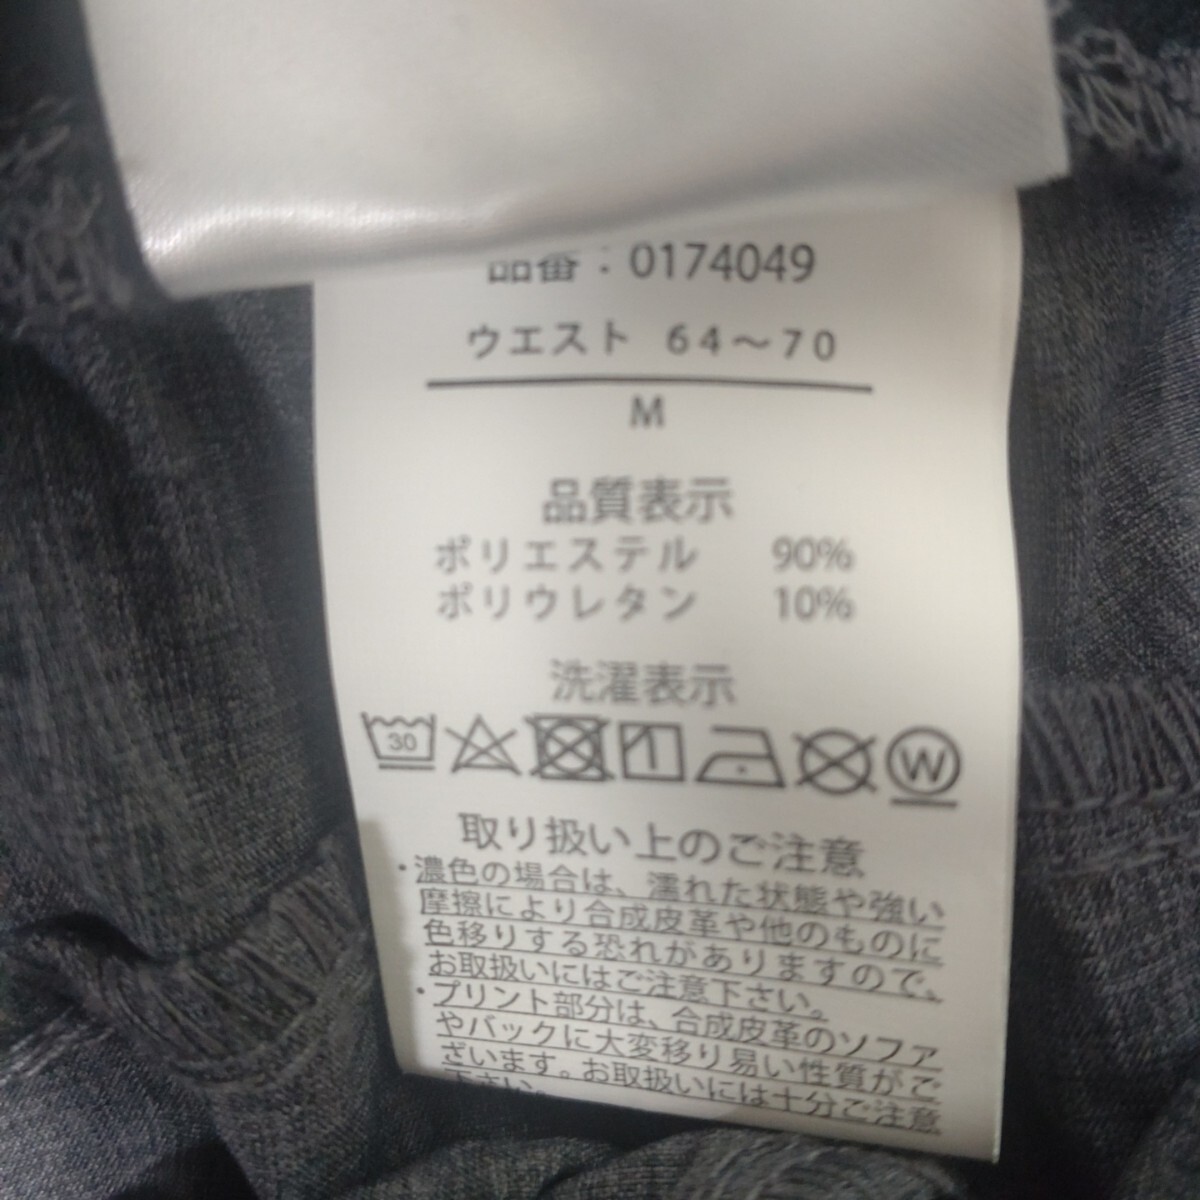 品番：0174049
ウエスト 64～70
M
品質表示
ポリエステル 90%
ポリウレタン 10%
洗濯表示
30 W
取り扱い上のご注意
・濃色の場合は、濡れた状態や強い
摩擦により合成皮革や他のものに
色移りする恐れがありますので、
お取扱いにはご注意下さい。
・プリント部分は、合成皮革のソファ
やバックに大変移り易い性質がご
ざいます。お取扱いには十分ご注意
下さい。